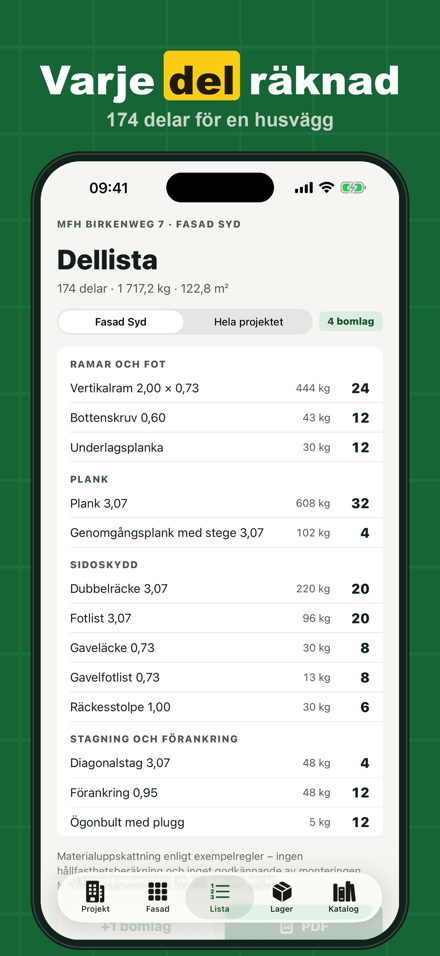 Varje del räknad
174 delar för en husvägg
09:41
MFH BIRKENWEG 7 · FASAD SYD
Dellista
174 delar · 1 717,2 kg · 122,8 m²
Fasad Syd Hela projektet 4 bomlag
RAMAR OCH FOT
Vertikalram 2,00 × 0,73 444 kg 24
Bottenskruv 0,60 43 kg 12
Underlagsplanka 30 kg 12
PLANK
Plank 3,07 608 kg 32
Genomgångsplank med stege 3,07 102 kg 4
SIDOSKYDD
Dubbelräcke 3,07 220 kg 20
Fotlist 3,07 96 kg 20
Gaveläcke 0,73 30 kg 8
Gavelfotlist 0,73 13 kg 8
Räckesstolpe 1,00 30 kg 6
STAGNING OCH FÖRANKRING
Diagonalstag 3,07 48 kg 4
Förankring 0,95 48 kg 12
Ögonbult med plugg 5 kg 12
Materialuppskattning enligt exempelregler – ingen
hållfasthetsberäkning och inget godkännande av monteringen.
Projekt Fasad Lista Lager Katalog
+1 bomlag PDF